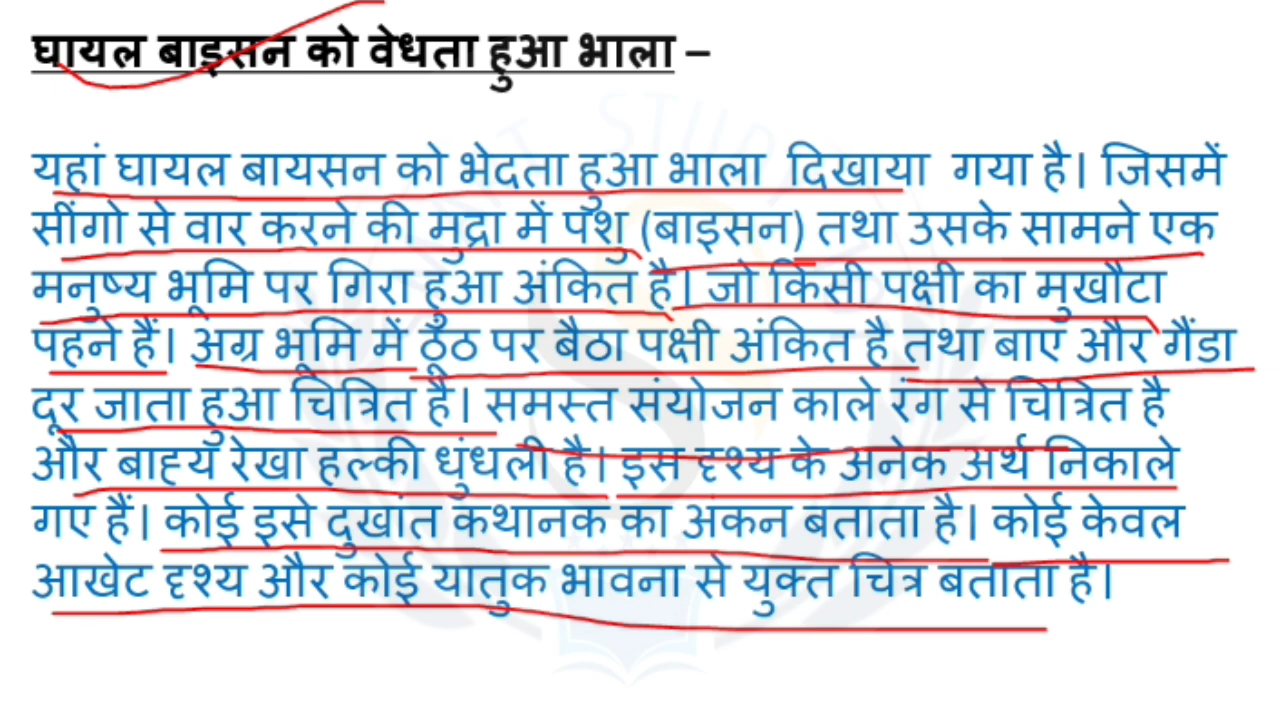 घायल बाइसन को वेधता हुआ भाला –
यहां घायल बायसन को भेदता हुआ भाला दिखाया गया है। जिसमें
सींगो से वार करने की मुद्रा में पशु (बाइसन) तथा उसके सामने एक
मनुष्य भूमि पर गिरा हुआ अंकित है। जो किसी पक्षी का मुखौटा
पहने हैं। अग्र भूमि में ठूँठ पर बैठा पक्षी अंकित है तथा बाएं और गैंडा
दूर जाता हुआ चित्रित है। समस्त संयोजन काले रंग से चित्रित है
और बाह्य रेखा हल्की धुंधली है। इस दृश्य के अनेक अर्थ निकाले
गए हैं। कोई इसे दुखांत कथानक का अकन बताता है। कोई केवल
आखेट दृश्य और कोई यातुक भावना से युक्त चित्र बताता है।